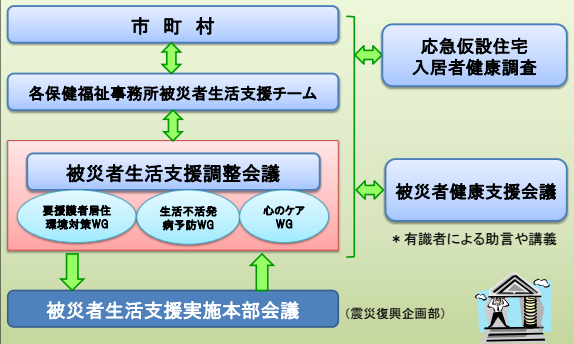 市 町 村
各保健福祉事務所被災者生活支援チーム
被災者生活支援調整会議
要援護者居住
環境対策WG
生活不活発
病予防WG
心のケア
WG
被災者生活支援実施本部会議
（震災復興企画部）
応急仮設住宅
入居者健康調査
被災者健康支援会議
＊有識者による助言や講義